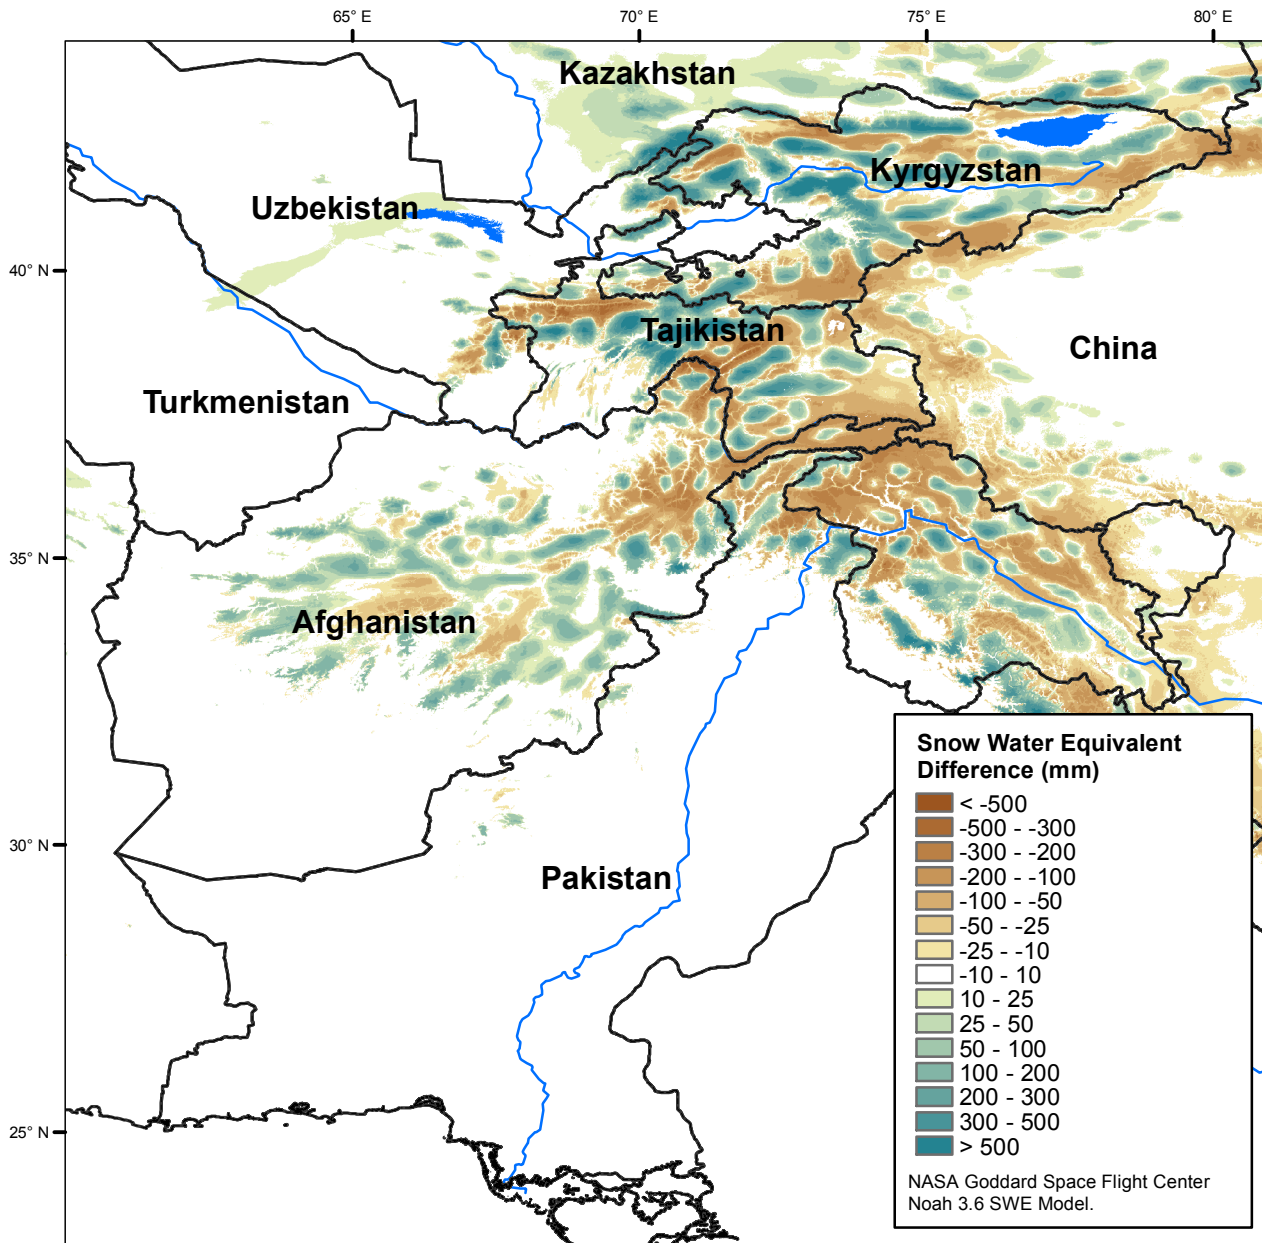 65° E
70° E
75° E
80° E
Kazakhstan
Kyrgyzstan
Uzbekistan
40° N
Tajikistan
China
Turkmenistan
35° N
Afghanistan
30° N
Pakistan
25° N
Snow Water Equivalent
Difference (mm)
< -500
-500 - -300
-300 - -200
-200 - -100
-100 - -50
-50 - -25
-25 - -10
-10 - 10
10 - 25
25 - 50
50 - 100
100 - 200
200 - 300
300 - 500
> 500
NASA Goddard Space Flight Center
Noah 3.6 SWE Model.